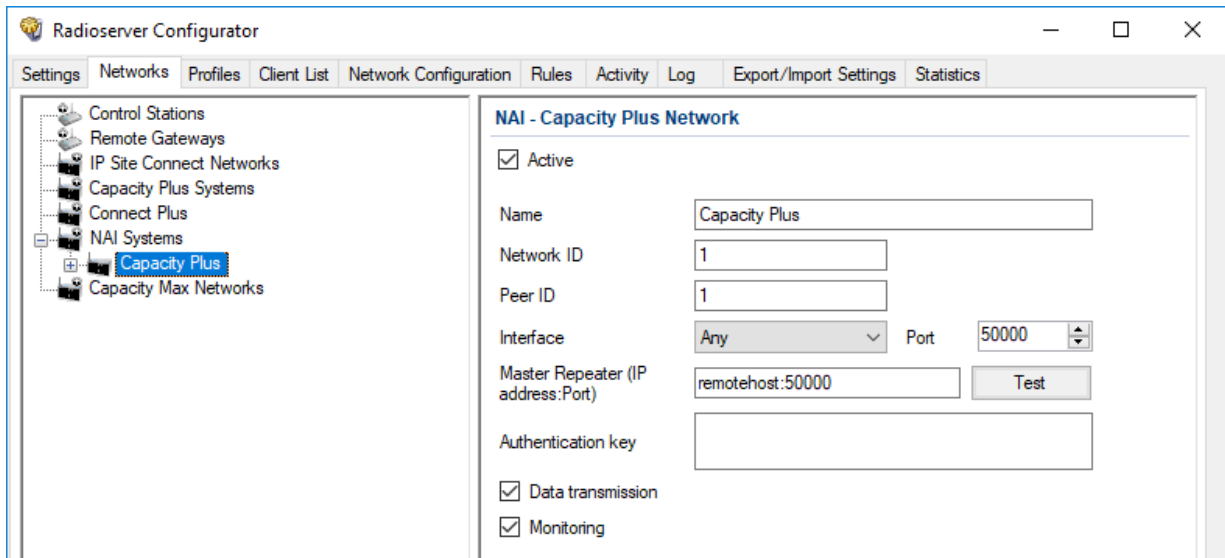 Radioserver Configurator
Settings Networks Profiles Client List Network Configuration Rules Activity Log Export/Import Settings Statistics
Control Stations
Remote Gateways
IP Site Connect Networks
Capacity Plus Systems
Connect Plus
NAI Systems
Capacity Plus
Capacity Max Networks
NAI - Capacity Plus Network
Active
Name Capacity Plus
Network ID 1
Peer ID 1
Interface Any Port 50000
Master Repeater (IP
address:Port) remotehost:50000 Test
Authentication key
Data transmission
Monitoring